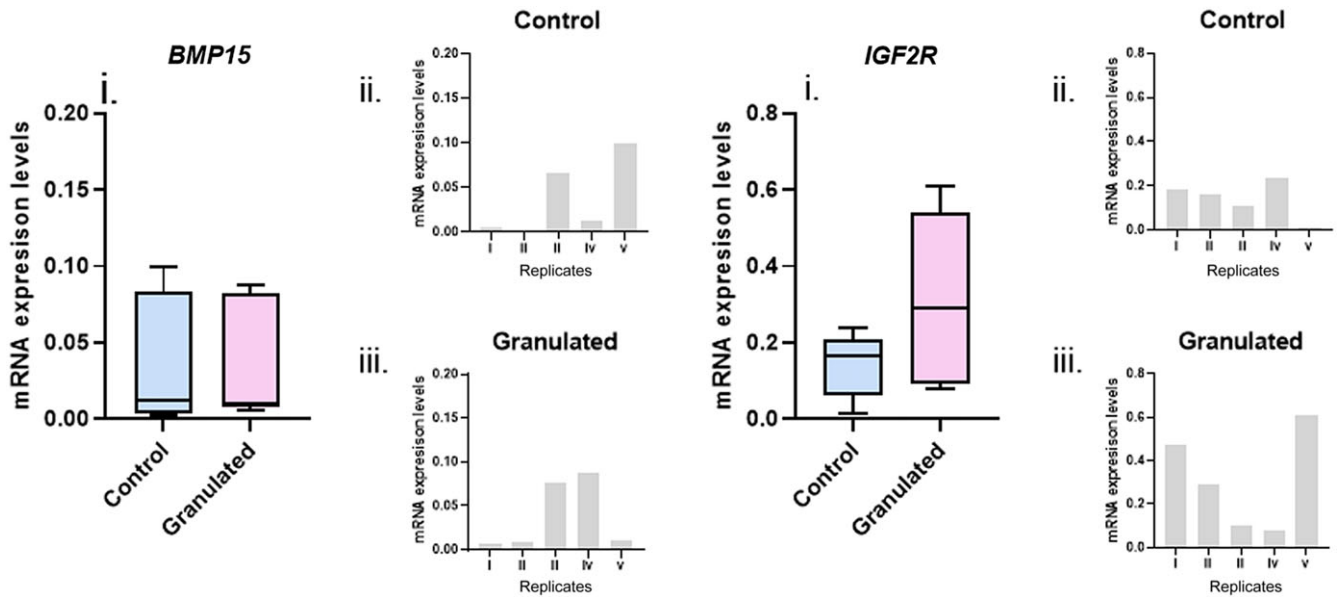 BMP15
i.
mRNA expresison levels
0.20
0.15
0.10
0.05
0.00
Control
Granulated
ii.
Control
mRNA expresison levels
0.20
0.15
0.10
0.05
0.00
I II II Iv v
Replicates
iii.
Granulated
mRNA expresison levels
0.20
0.15
0.10
0.05
0.00
I II II Iv v
Replicates
IGF2R
i.
mRNA expresison levels
0.8
0.6
0.4
0.2
0.0
Control
Granulated
ii.
Control
mRNA expresison levels
0.8
0.6
0.4
0.2
0.0
I II II Iv v
Replicates
iii.
Granulated
mRNA expresison levels
0.8
0.6
0.4
0.2
0.0
I II II Iv v
Replicates